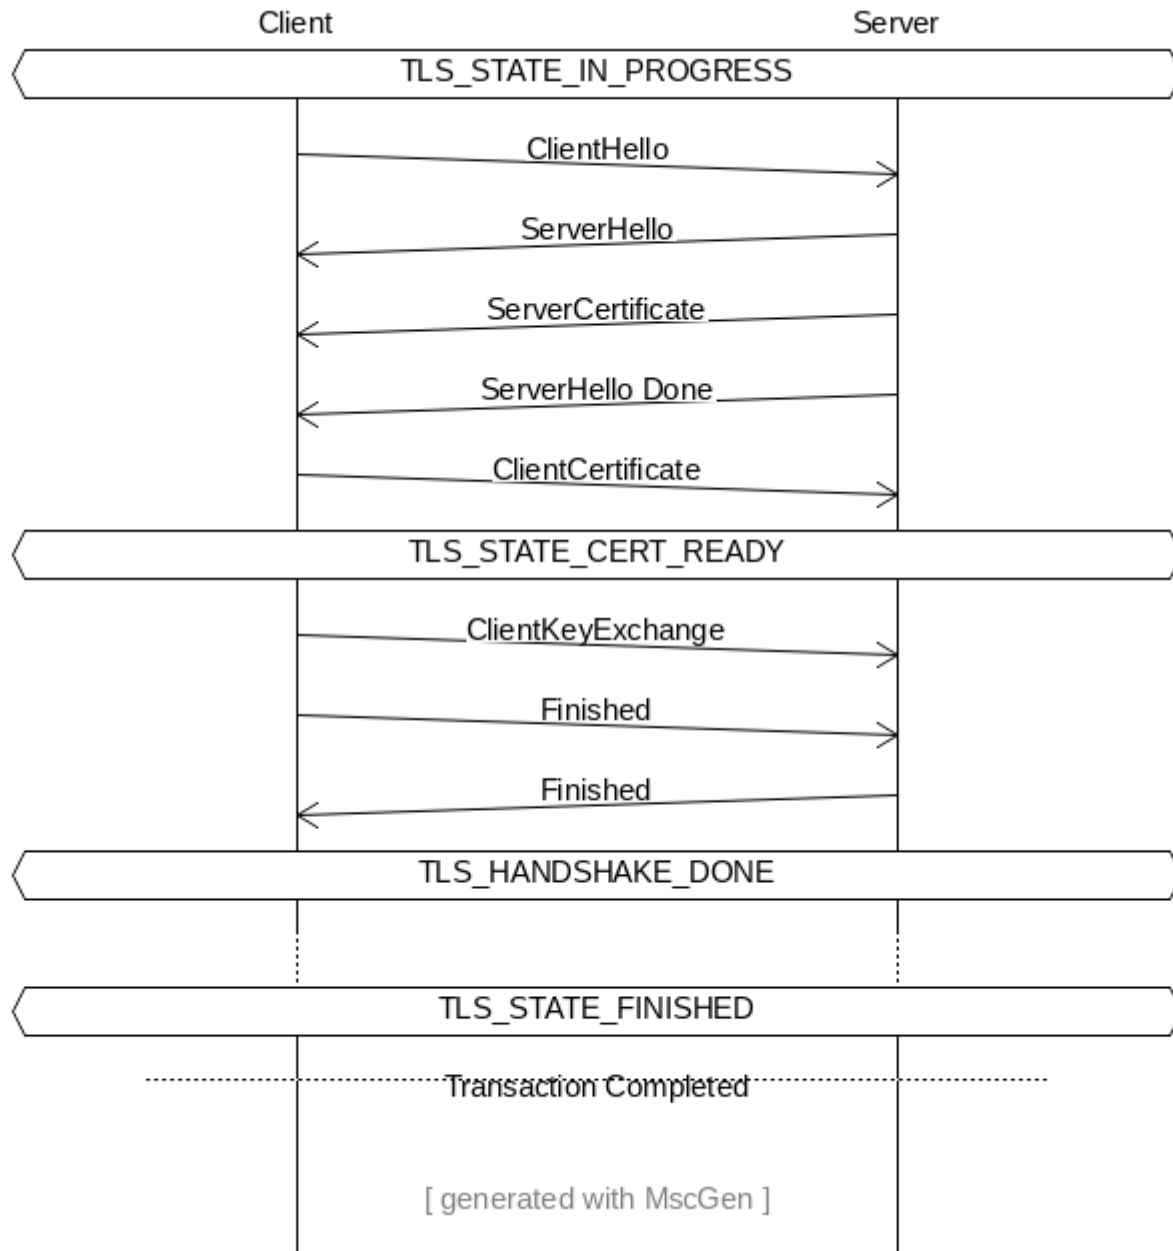 Client Server
TLS_STATE_IN_PROGRESS
ClientHello
ServerHello
ServerCertificate
ServerHello Done
ClientCertificate
TLS_STATE_CERT_READY
ClientKeyExchange
Finished
Finished
TLS_HANDSHAKE_DONE
TLS_STATE_FINISHED
Transaction Completed
[ generated with MscGen ]